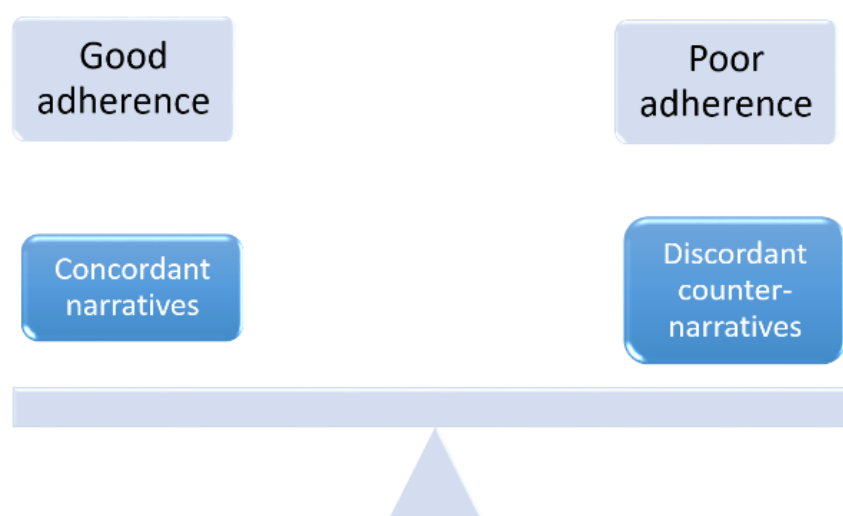 Good
adherence
Poor
adherence
Concordant
narratives
Discordant
counter-
narratives